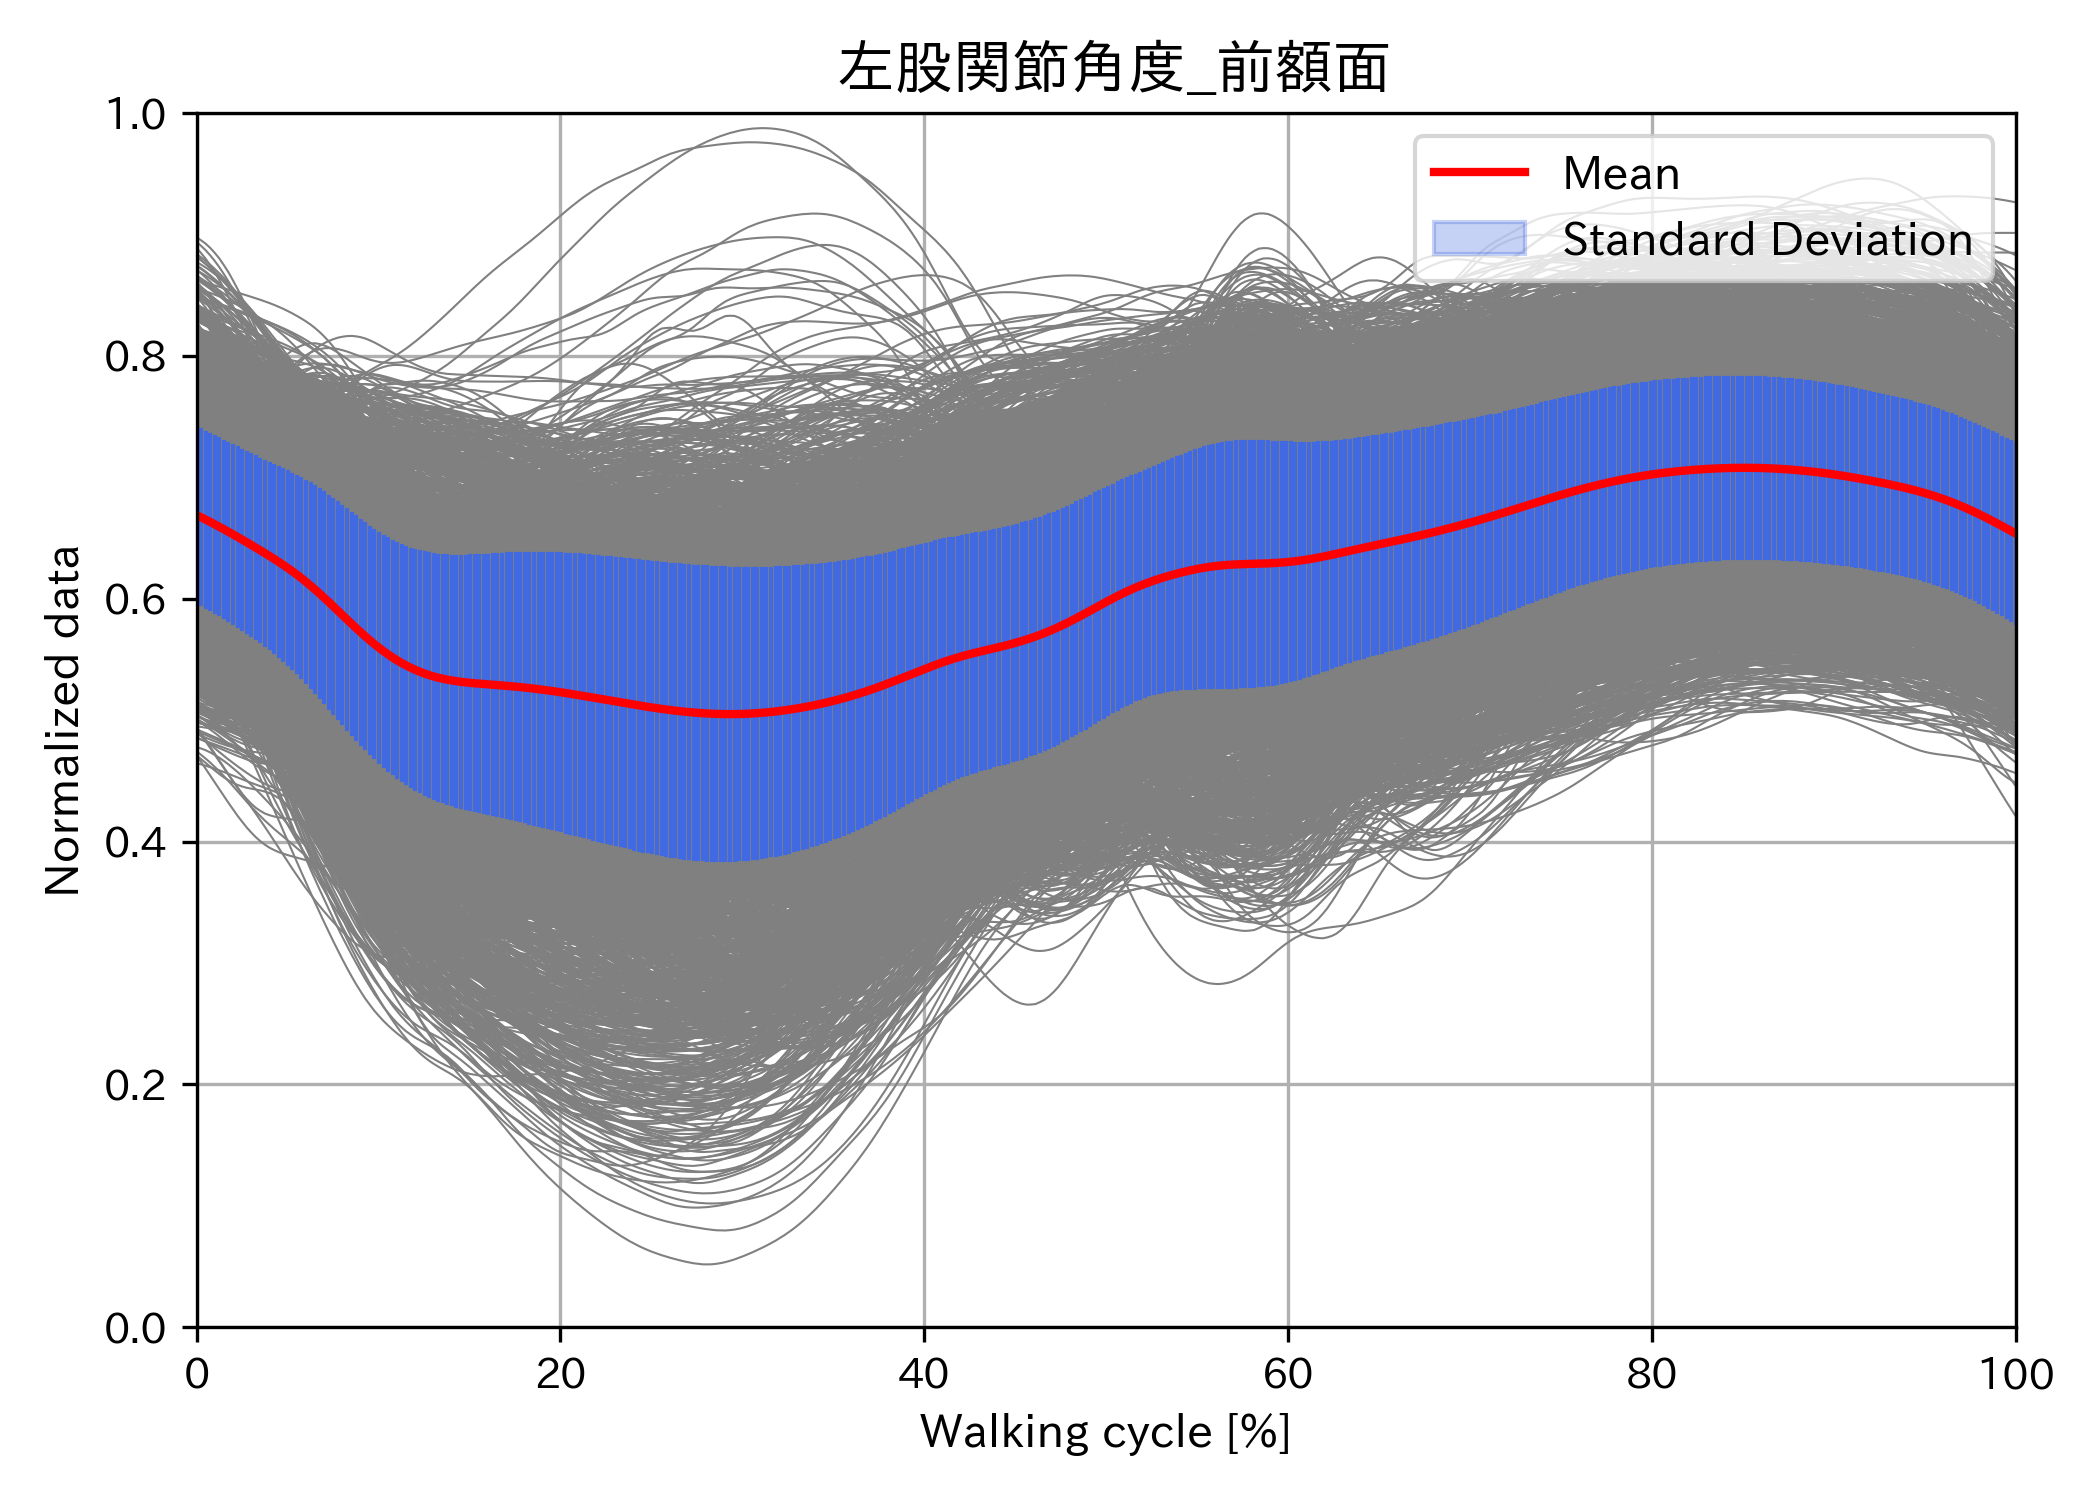 左股関節角度_前額面
Mean
Standard Deviation
Normalized data
1.0
0.8
0.6
0.4
0.2
0.0
0 20 40 60 80 100
Walking cycle [%]